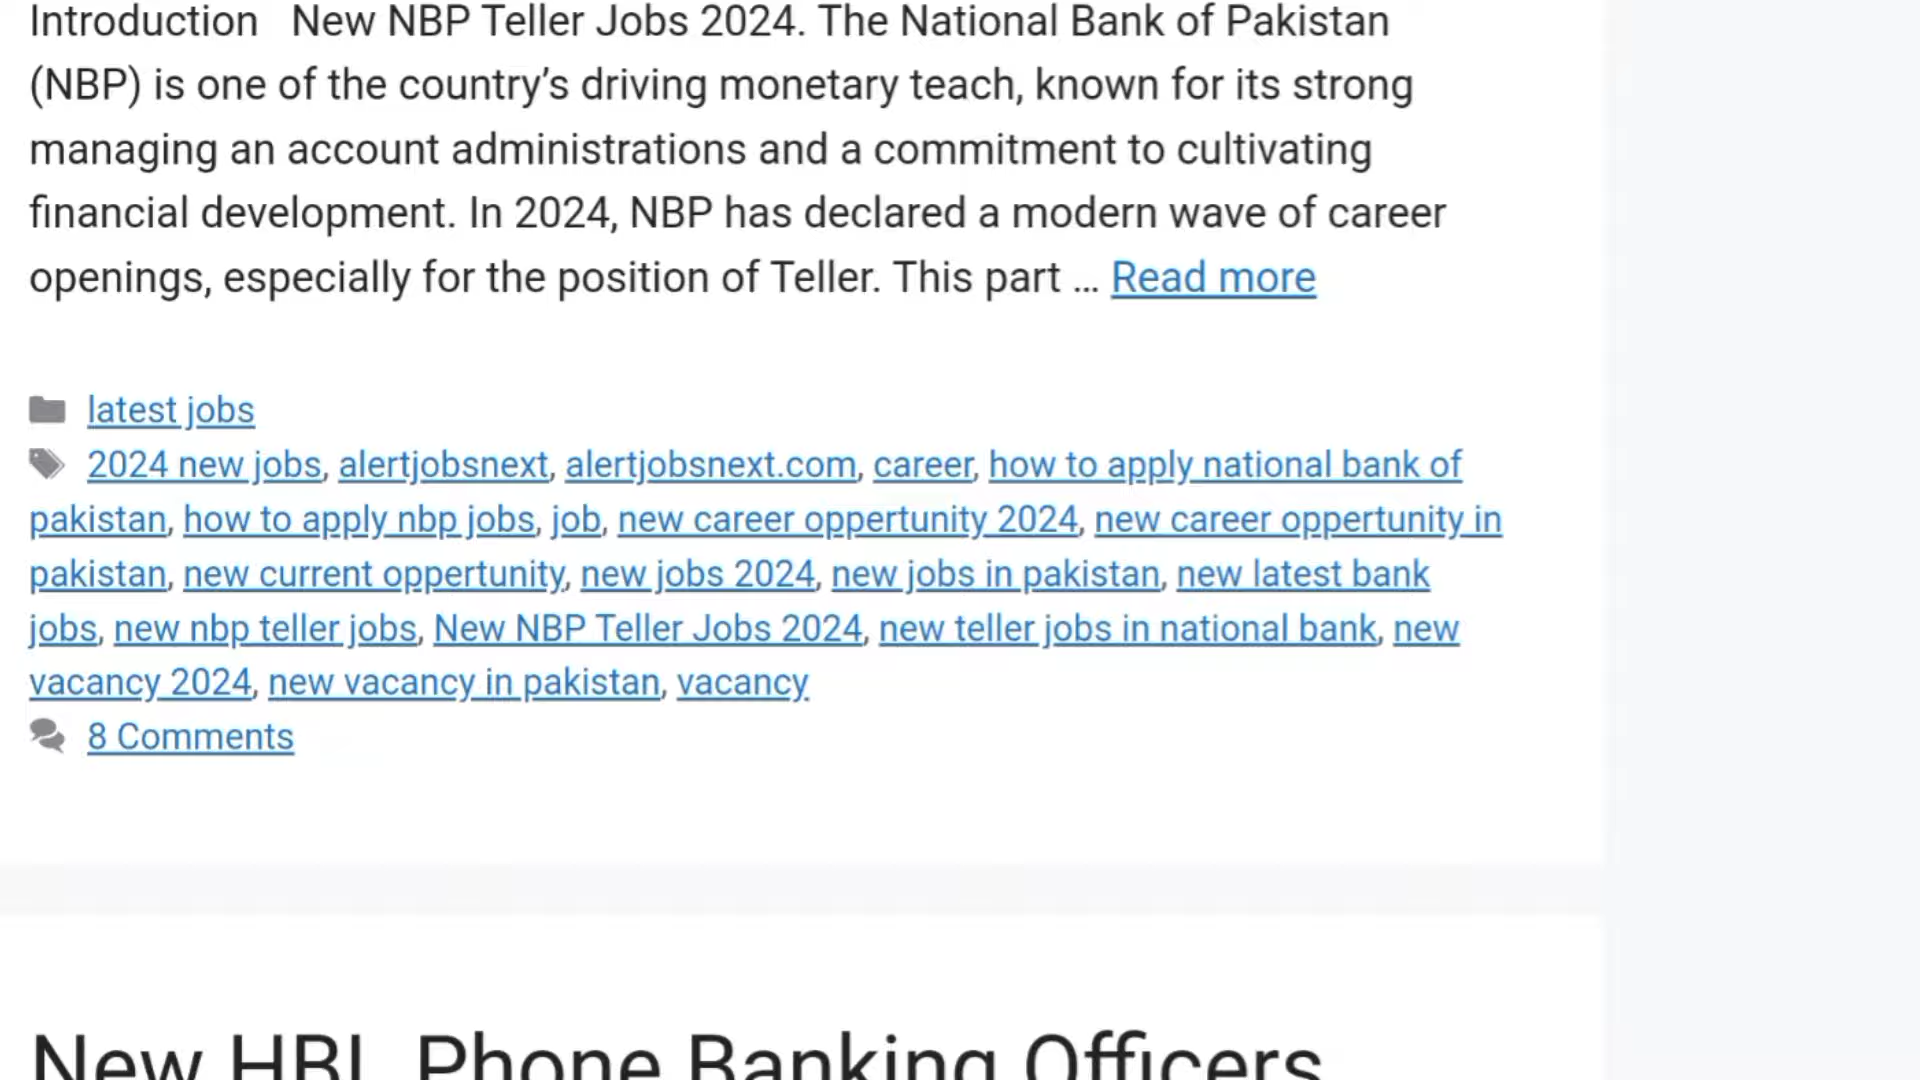 Introduction   New NBP Teller Jobs 2024. The National Bank of Pakistan
(NBP) is one of the country’s driving monetary teach, known for its strong
managing an account administrations and a commitment to cultivating
financial development. In 2024, NBP has declared a modern wave of career
openings, especially for the position of Teller. This part … Read more
latest jobs
2024 new jobs, alertjobsnext, alertjobsnext.com, career, how to apply national bank of
pakistan, how to apply nbp jobs, job, new career oppertunity 2024, new career oppertunity in
pakistan, new current oppertunity, new jobs 2024, new jobs in pakistan, new latest bank
jobs, new nbp teller jobs, New NBP Teller Jobs 2024, new teller jobs in national bank, new
vacancy 2024, new vacancy in pakistan, vacancy
8 Comments
New HBL Phone Banking Officers